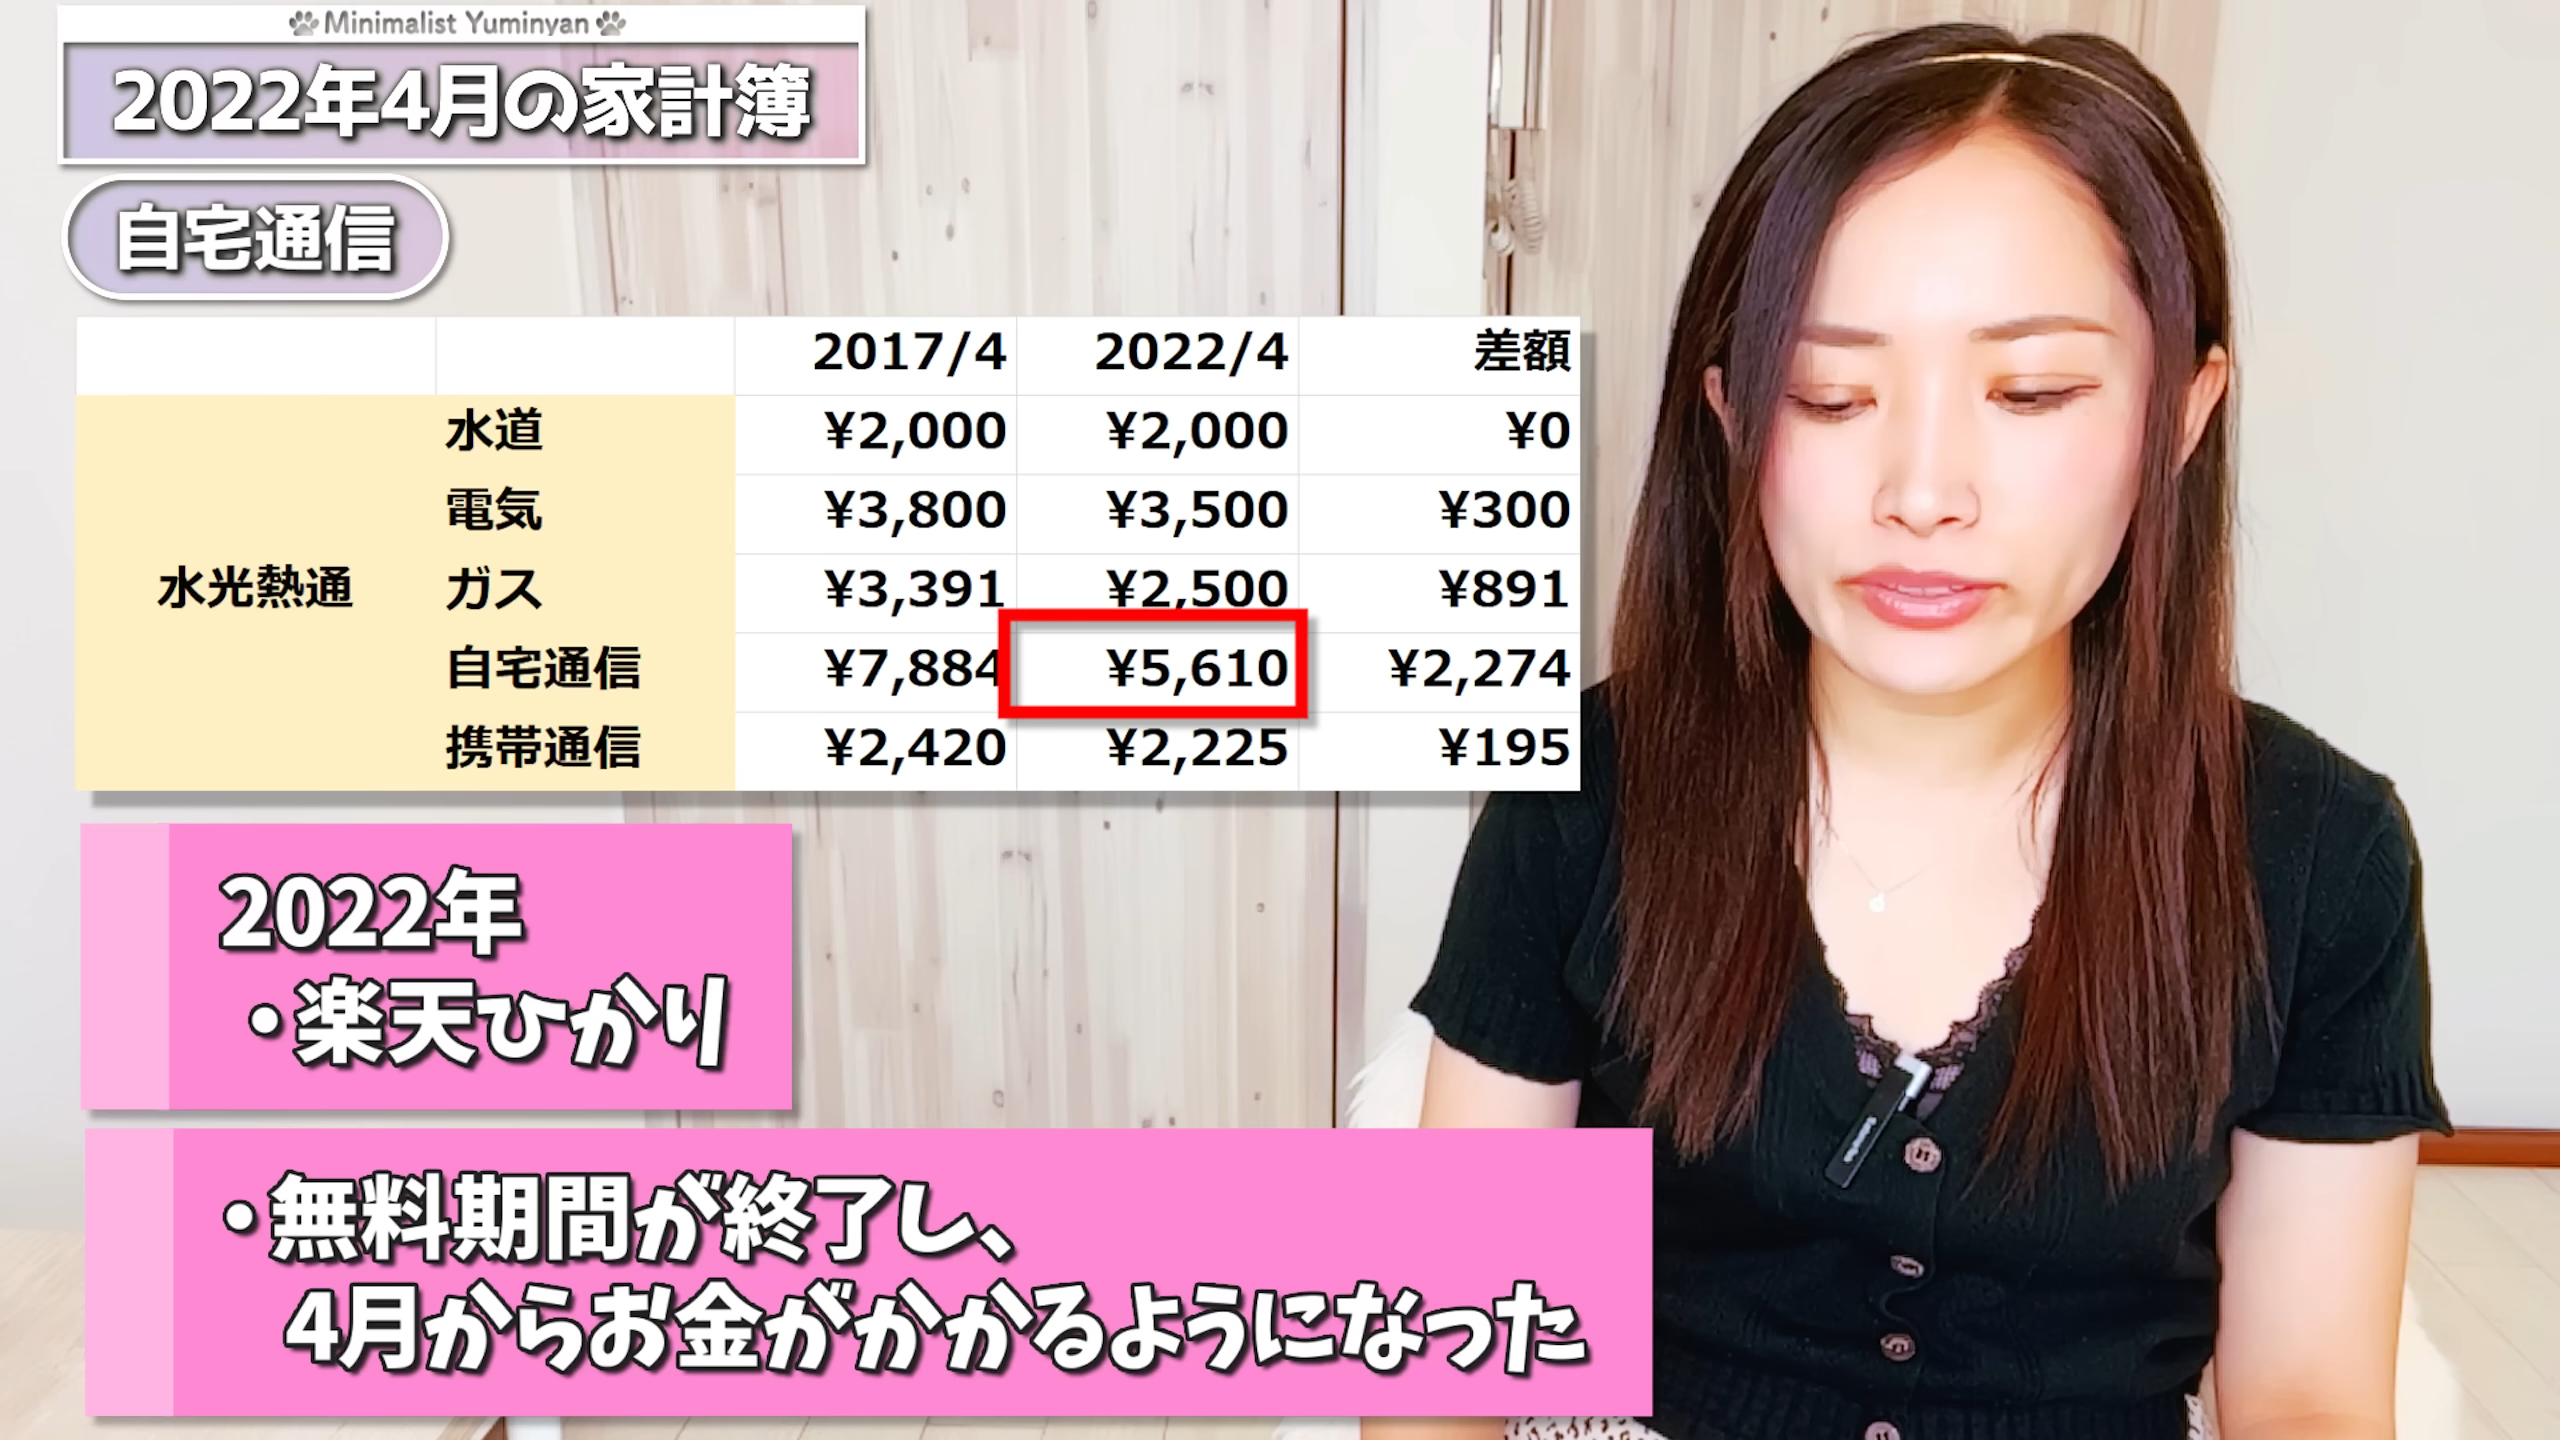 Minimalist Yuminyan
2022年4月の家計簿
自宅通信
2017/4 2022/4 差額
水道 ¥2,000 ¥2,000 ¥0
電気 ¥3,800 ¥3,500 ¥300
水光熱通 ガス ¥3,391 ¥2,500 ¥891
自宅通信 ¥7,884 ¥5,610 ¥2,274
携帯通信 ¥2,420 ¥2,225 ¥195
2022年
・楽天ひかり
・無料期間が終了し、
4月からお金がかかるようになった